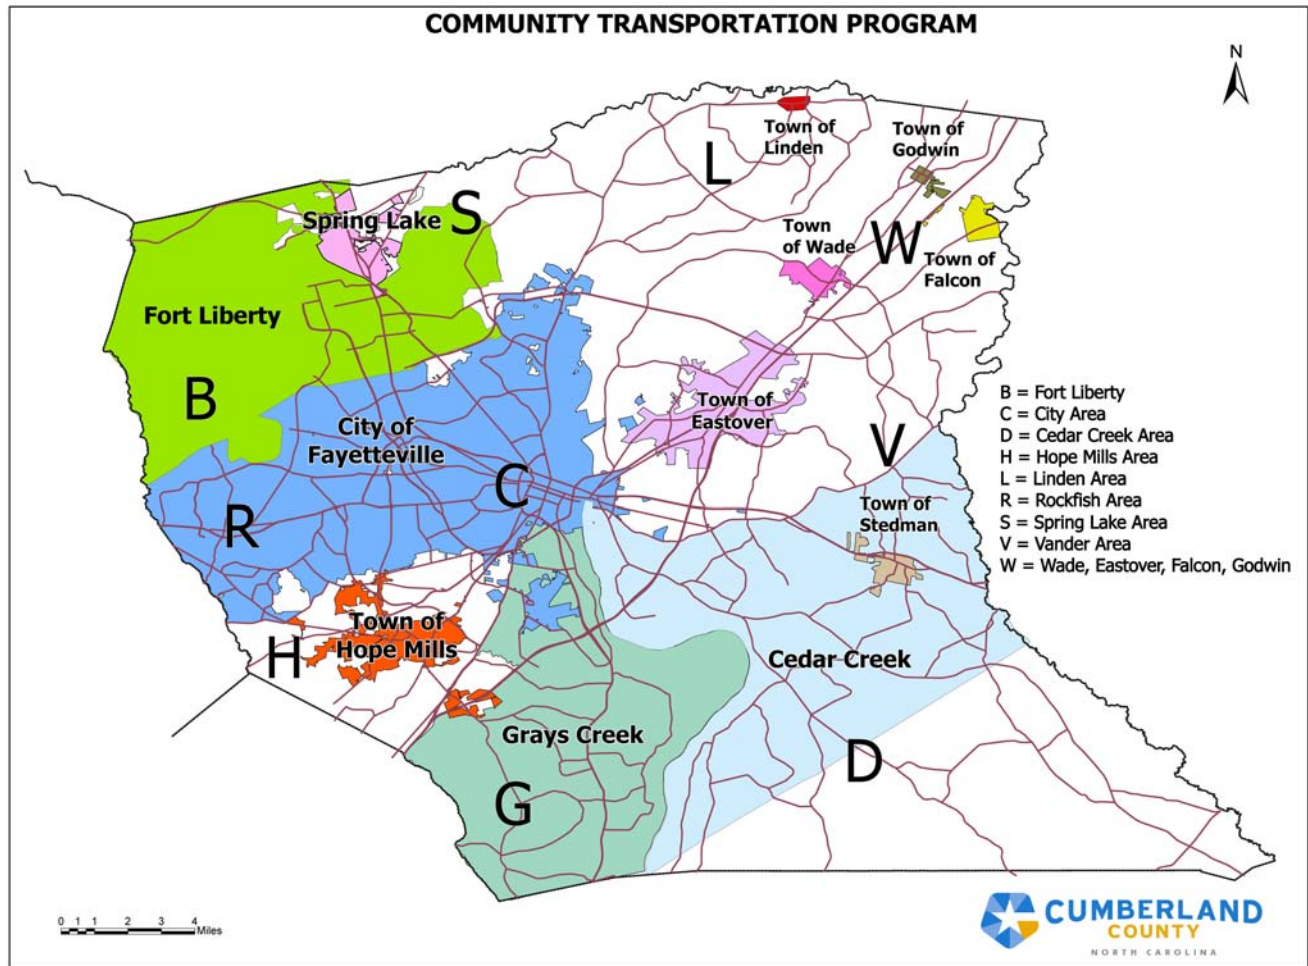 COMMUNITY TRANSPORTATION PROGRAM
N
Town of
Linden
Town of
Godwin
L
S
Spring Lake
Town
of Wade
W
Town of
Falcon
Fort Liberty
B
Town of
Eastover
City of
Fayetteville
V
C
R
Town of
Stedman
B = Fort Liberty
C = City Area
D = Cedar Creek Area
H = Hope Mills Area
L = Linden Area
R = Rockfish Area
S = Spring Lake Area
V = Vander Area
W = Wade, Eastover, Falcon, Godwin
Town of
Hope Mills
H
Cedar Creek
Grays Creek
D
G
0 1 1 2 3 4
Miles
CUMBERLAND
COUNTY
NORTH CAROLINA